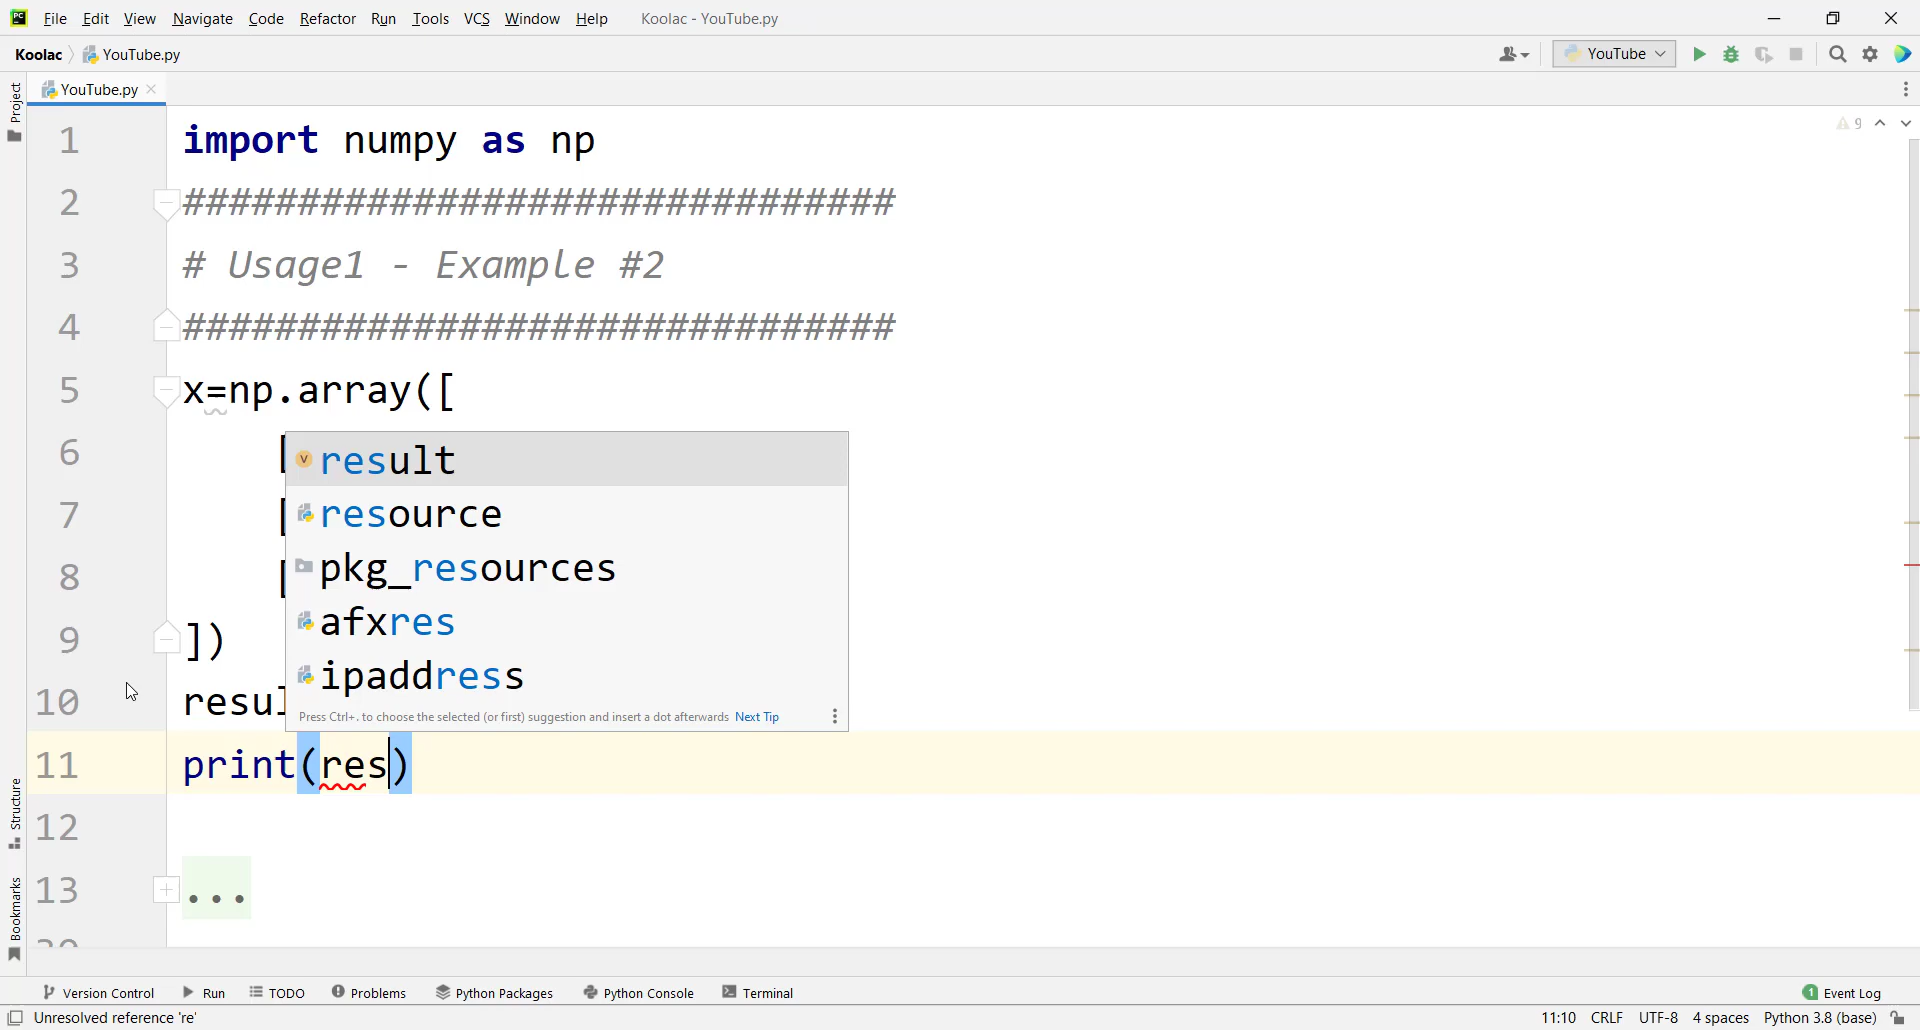 File Edit View Navigate Code Refactor Run Tools VCS Window Help Koolac - YouTube.py
Koolac YouTube.py YouTube
YouTube.py
Project
9
1 import numpy as np
2 ###############################
3 # Usage1 - Example #2
4 ###############################
5 x=np.array([
6 [
7 [
8 [
9 ])
10 resul
11 print(res)
12
13 ...
result
resource
pkg_resources
afxres
ipaddress
Press Ctrl+. to choose the selected (or first) suggestion and insert a dot afterwards Next Tip
Structure
Bookmarks
Version Control Run TODO Problems Python Packages Python Console Terminal 1 Event Log
Unresolved reference 're' 11:10 CRLF UTF-8 4 spaces Python 3.8 (base)